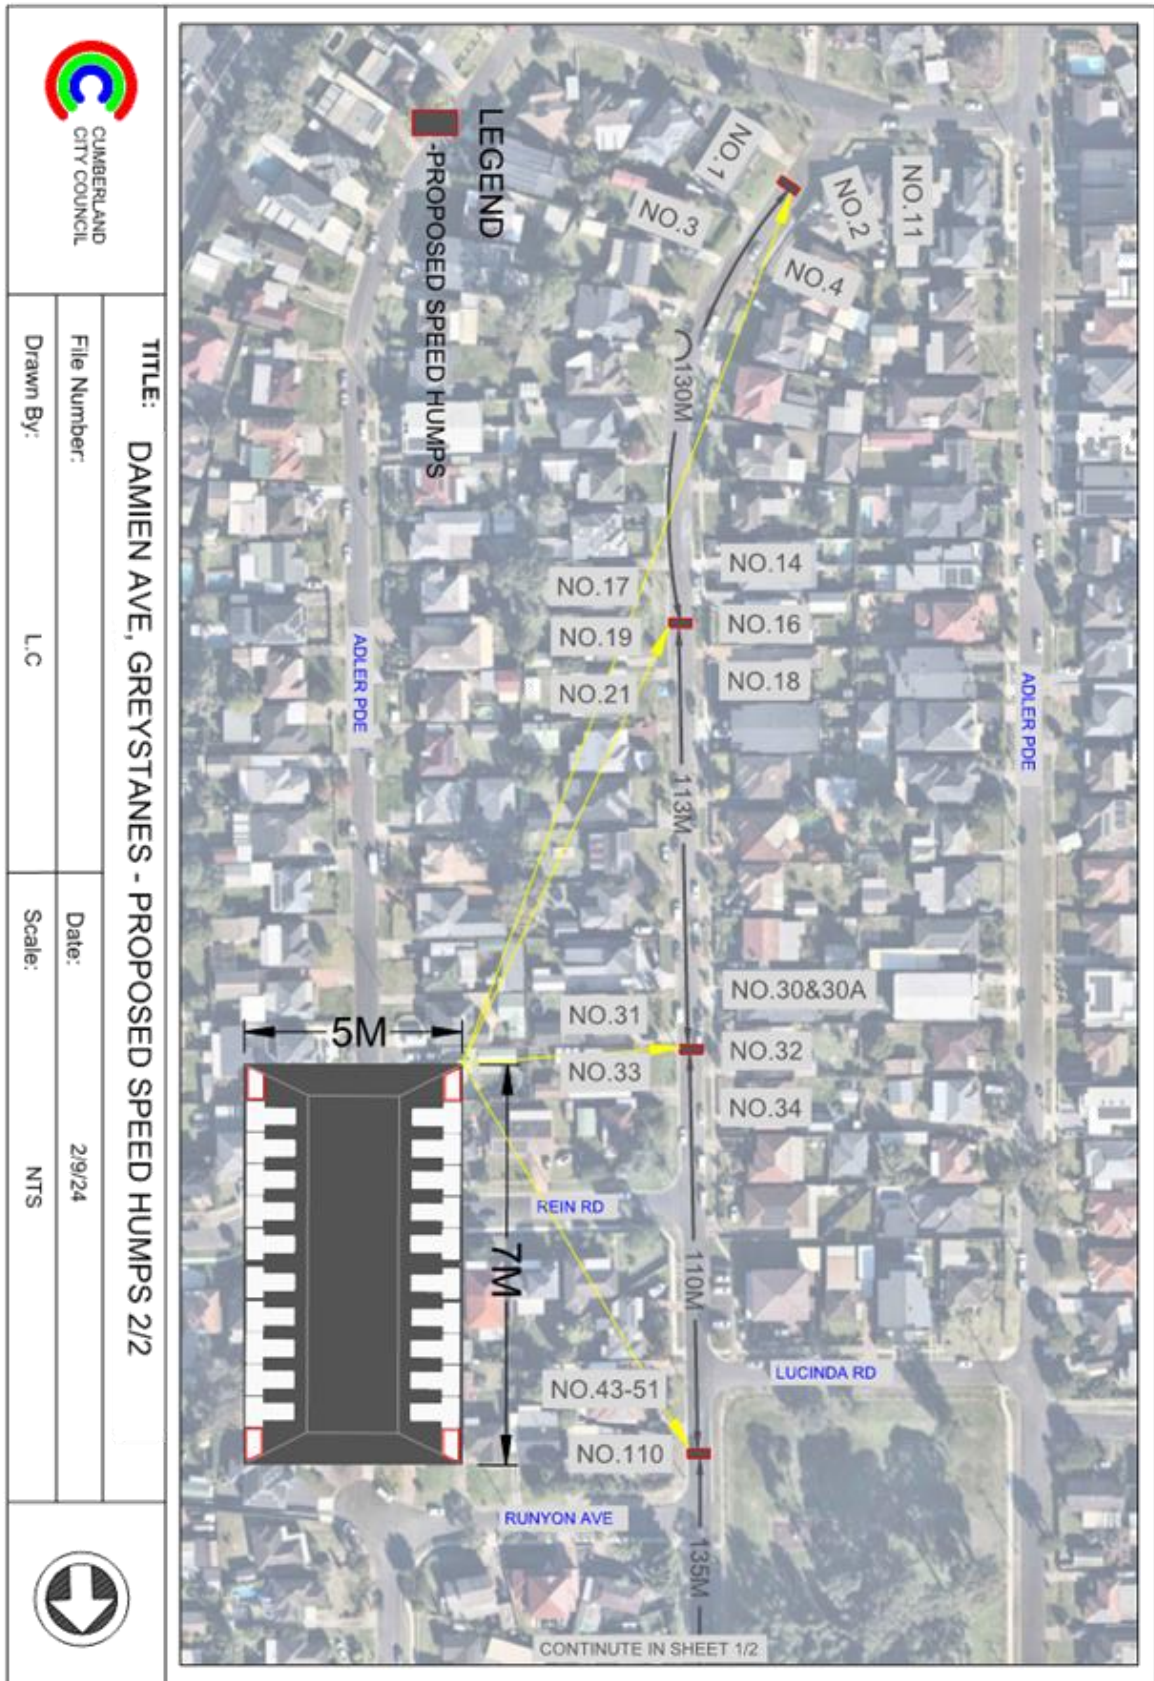 NO.1
NO.11
NO.2
NO.3
NO.4
LEGEND
-PROPOSED SPEED HUMPS
130M
NO.14
NO.17
NO.16
NO.19
NO.18
NO.21
ADLER PDE
ADLER PDE
113M
NO.30&30A
NO.31
NO.32
NO.33
NO.34
5M
7M
REIN RD
110M
LUCINDA RD
NO.43-51
NO.110
RUNYON AVE
135M
CONTINUTE IN SHEET 1/2
CUMBERLAND
CITY COUNCIL
TITLE: DAMIEN AVE, GREYSTANES - PROPOSED SPEED HUMPS 2/2
File Number:
Date: 2/9/24
Drawn By: L.C
Scale: NTS